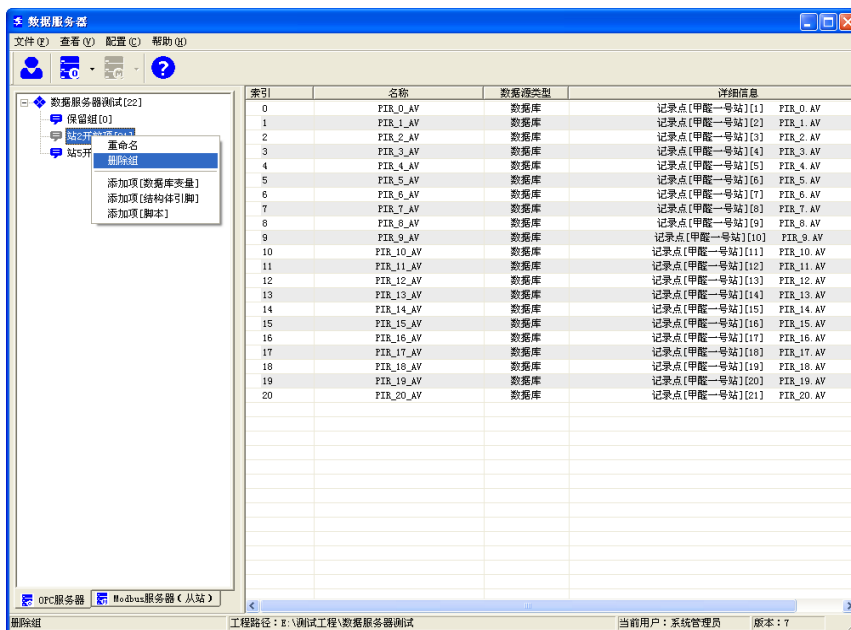 数据服务器
文件(F) 查看(V) 配置(C) 帮助(H)
数据服务器测试[22]
保留组[0]
站2开放项[21]
站5开
重命名
删除组
添加项[数据库变量]
添加项[结构体引脚]
添加项[脚本]
OPC服务器 Modbus服务器(从站)
索引 名称 数据源类型 详细信息
0 PIR_0_AV 数据库 记录点[甲醛一号站][1] PIR_0.AV
1 PIR_1_AV 数据库 记录点[甲醛一号站][2] PIR_1.AV
2 PIR_2_AV 数据库 记录点[甲醛一号站][3] PIR_2.AV
3 PIR_3_AV 数据库 记录点[甲醛一号站][4] PIR_3.AV
4 PIR_4_AV 数据库 记录点[甲醛一号站][5] PIR_4.AV
5 PIR_5_AV 数据库 记录点[甲醛一号站][6] PIR_5.AV
6 PIR_6_AV 数据库 记录点[甲醛一号站][7] PIR_6.AV
7 PIR_7_AV 数据库 记录点[甲醛一号站][8] PIR_7.AV
8 PIR_8_AV 数据库 记录点[甲醛一号站][9] PIR_8.AV
9 PIR_9_AV 数据库 记录点[甲醛一号站][10] PIR_9.AV
10 PIR_10_AV 数据库 记录点[甲醛一号站][11] PIR_10.AV
11 PIR_11_AV 数据库 记录点[甲醛一号站][12] PIR_11.AV
12 PIR_12_AV 数据库 记录点[甲醛一号站][13] PIR_12.AV
13 PIR_13_AV 数据库 记录点[甲醛一号站][14] PIR_13.AV
14 PIR_14_AV 数据库 记录点[甲醛一号站][15] PIR_14.AV
15 PIR_15_AV 数据库 记录点[甲醛一号站][16] PIR_15.AV
16 PIR_16_AV 数据库 记录点[甲醛一号站][17] PIR_16.AV
17 PIR_17_AV 数据库 记录点[甲醛一号站][18] PIR_17.AV
18 PIR_18_AV 数据库 记录点[甲醛一号站][19] PIR_18.AV
19 PIR_19_AV 数据库 记录点[甲醛一号站][20] PIR_19.AV
20 PIR_20_AV 数据库 记录点[甲醛一号站][21] PIR_20.AV
删除组 工程路径:E:\测试工程\数据服务器测试 当前用户:系统管理员 版本:7